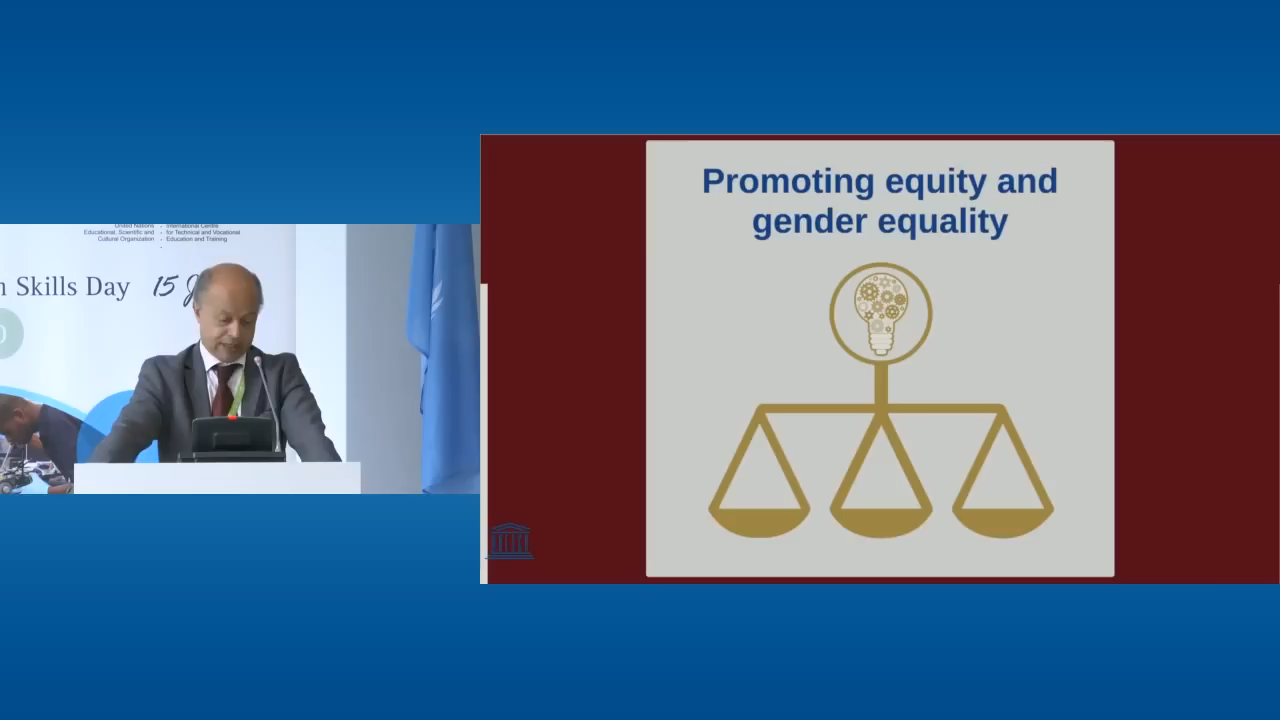 United Nations
Educational, Scientific and
Cultural Organization
International Centre
for Technical and Vocational
Education and Training
Skills Day
15 J
Promoting equity and
gender equality